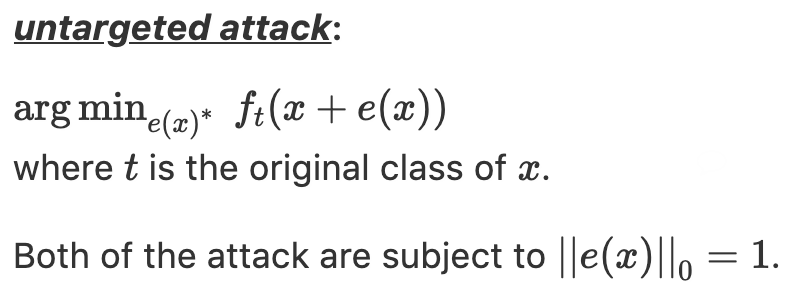 untargeted attack:
arg min_{e(x)*} f_t(x + e(x))
where t is the original class of x.
Both of the attack are subject to ||e(x)||_0 = 1.